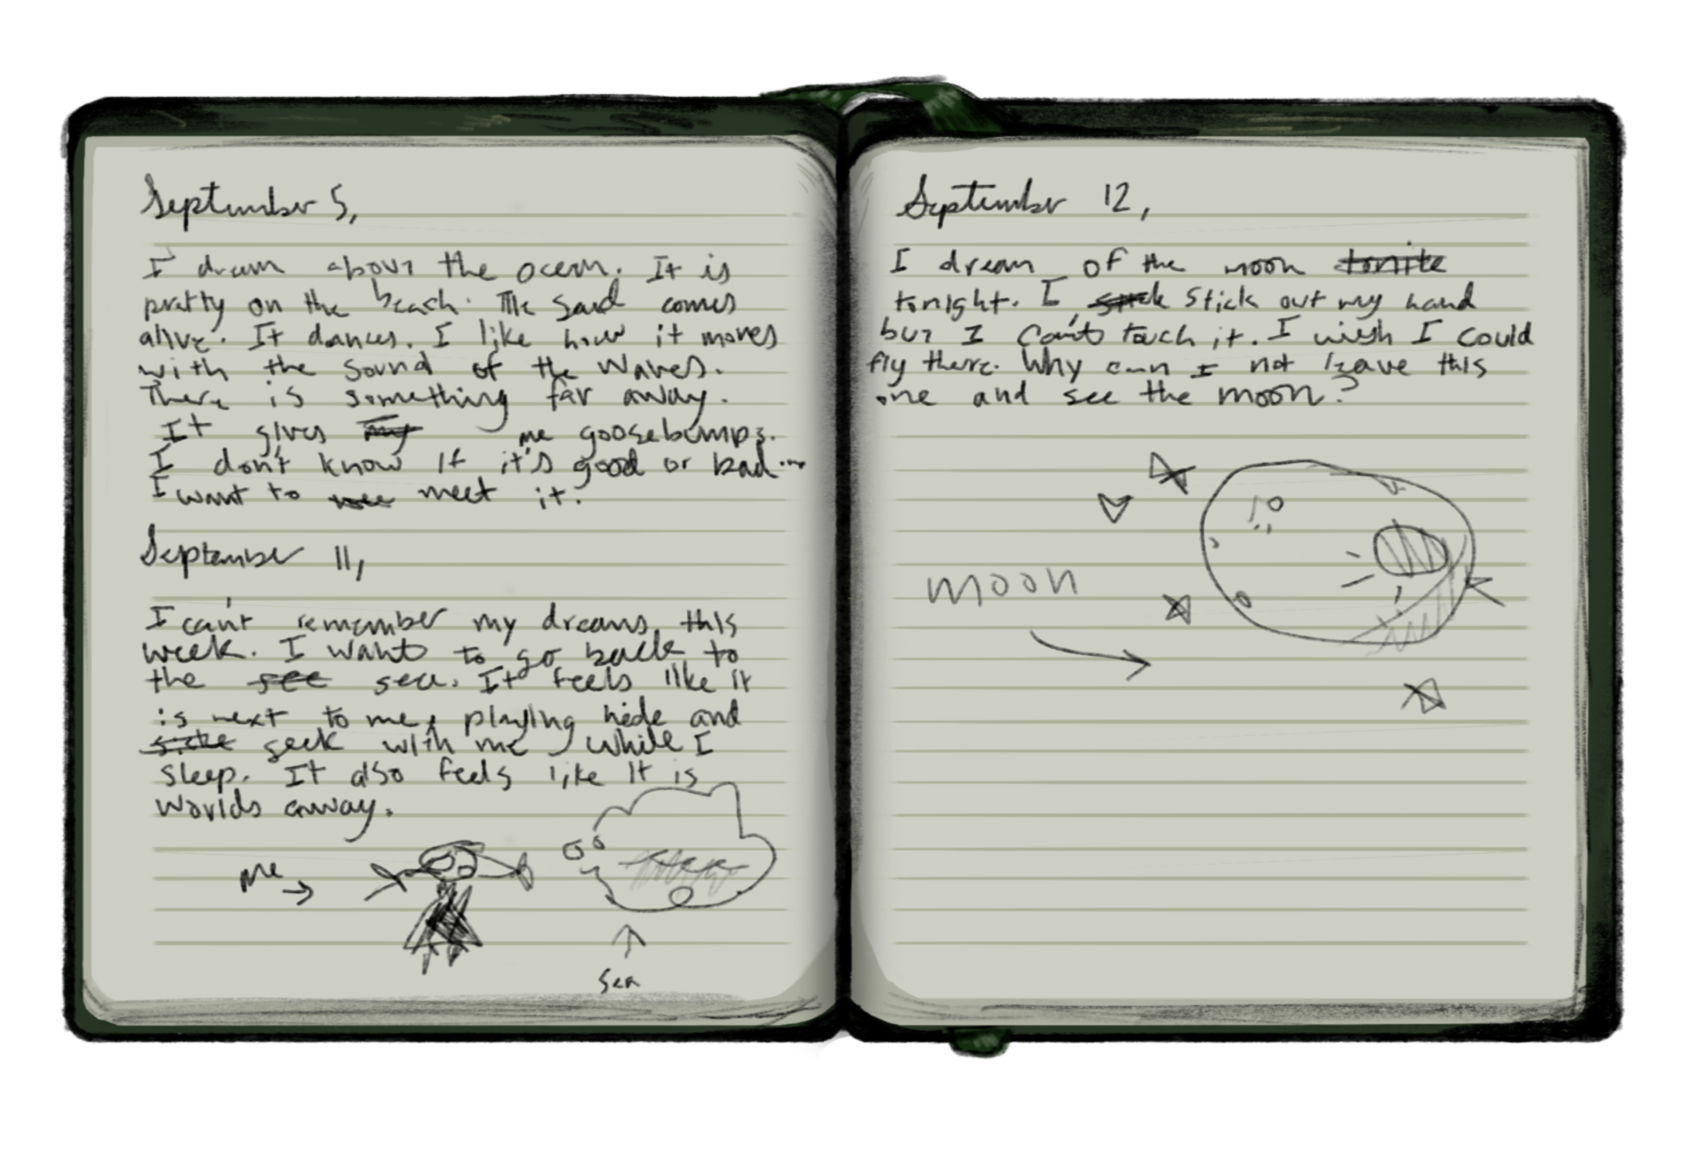 September 5,
I dream about the ocean. It is
pretty on the beach. The sand comes
alive. It dances. I like how it moves
with the sound of the waves.
There is something far away.
It gives ~~my~~ me goosebumps.
I don't know if it's good or bad...
I want to meet it.
September 11,
I can't remember my dreams this
week. I want to go back to
the ~~see~~ sea. It feels like it
is next to me, playing hide and
seek with me while I
sleep. It also feels like it is
worlds away.
me
sea
September 12,
I dream of the moon ~~tonite~~
tonight. I stick out my hand
but I can't touch it. I wish I could
fly there. Why can I not leave this
one and see the moon?
moon